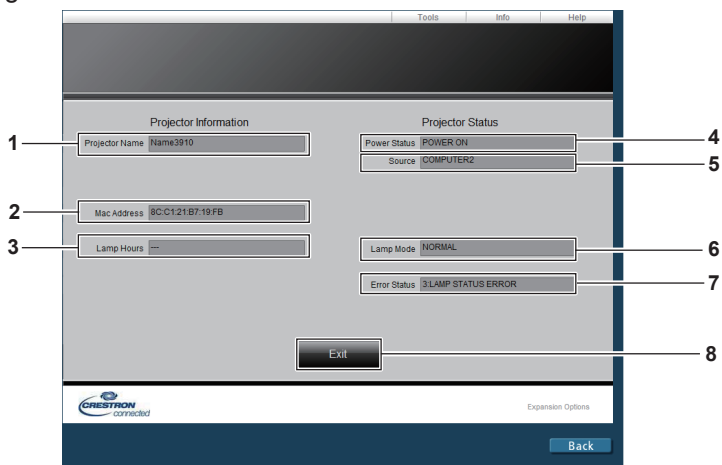 Tools Info Help
Projector Information
Projector Status
1 Projector Name Name3910
Power Status POWER ON 4
Source COMPUTER2 5
2 Mac Address 8C:C1:21:B7:19:FB
3 Lamp Hours ---
Lamp Mode NORMAL 6
Error Status 3:LAMP STATUS ERROR 7
Exit 8
CRESTRON
connected
Expansion Options
Back